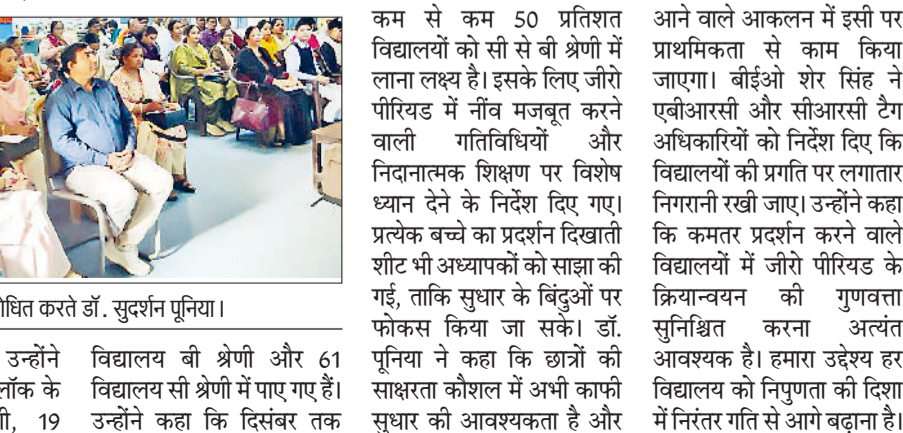 करते डॉ. सुदर्शन पूनिया।
उन्होंने
के
19
विद्यालय बी श्रेणी और 61
विद्यालय सी श्रेणी में पाए गए हैं।
उन्होंने कहा कि दिसंबर तक
कम से कम 50 प्रतिशत
विद्यालयों को सी से बी श्रेणी में
लाना लक्ष्य है। इसके लिए जीरो
पीरियड में नींव मजबूत करने
वाली गतिविधियों और
निदानात्मक शिक्षण पर विशेष
ध्यान देने के निर्देश दिए गए।
प्रत्येक बच्चे का प्रदर्शन दिखाती
शीट भी अध्यापकों को साझा की
गई, ताकि सुधार के बिंदुओं पर
फोकस किया जा सके। डॉ.
पूनिया ने कहा कि छात्रों की
साक्षरता कौशल में अभी काफी
सुधार की आवश्यकता है और
आने वाले आकलन में इसी पर
प्राथमिकता से काम किया
जाएगा। बीईओ शेर सिंह ने
एबीआरसी और सीआरसी टैग
अधिकारियों को निर्देश दिए कि
विद्यालयों की प्रगति पर लगातार
निगरानी रखी जाए। उन्होंने कहा
कि कमतर प्रदर्शन करने वाले
विद्यालयों में जीरो पीरियड के
क्रियान्वयन की गुणवत्ता
सुनिश्चित करना अत्यंत
आवश्यक है। हमारा उद्देश्य हर
विद्यालय को निपुणता की दिशा
में निरंतर गति से आगे बढ़ाना है।